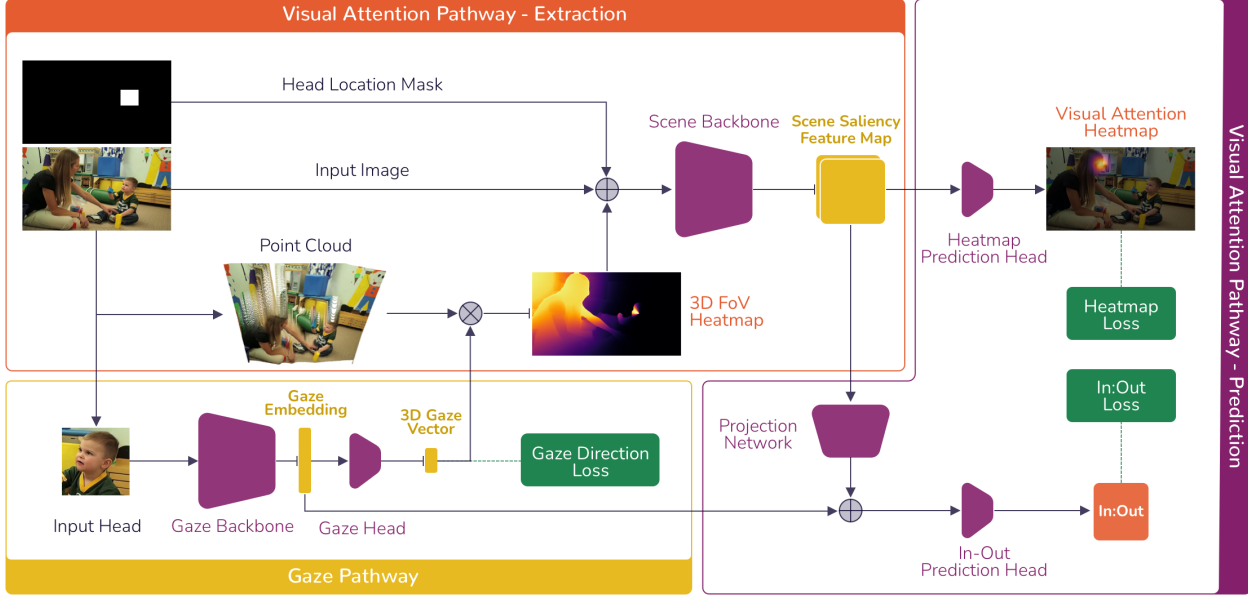 Visual Attention Pathway - Extraction
Head Location Mask
Input Image
Point Cloud
3D FoV
Heatmap
Scene Backbone
Scene Saliency
Feature Map
Heatmap
Prediction Head
Visual Attention
Heatmap
Heatmap
Loss
In:Out
Loss
Visual Attention Pathway - Prediction
Gaze
Embedding
3D Gaze
Vector
Gaze Direction
Loss
Input Head
Gaze Backbone
Gaze Head
Gaze Pathway
Projection
Network
In-Out
Prediction Head
In:Out